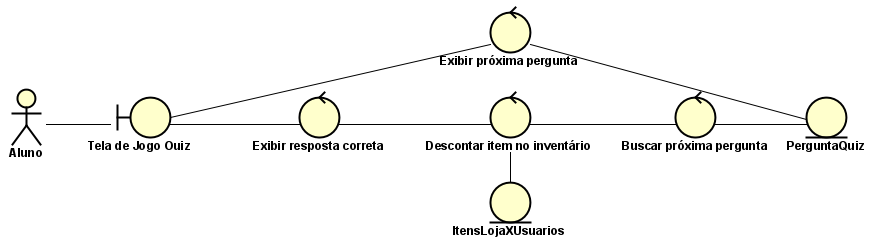 Exibir próxima pergunta
Aluno
Tela de Jogo Quiz
Exibir resposta correta
Descontar item no inventário
Buscar próxima pergunta
PerguntaQuiz
ItensLojaXUsuarios